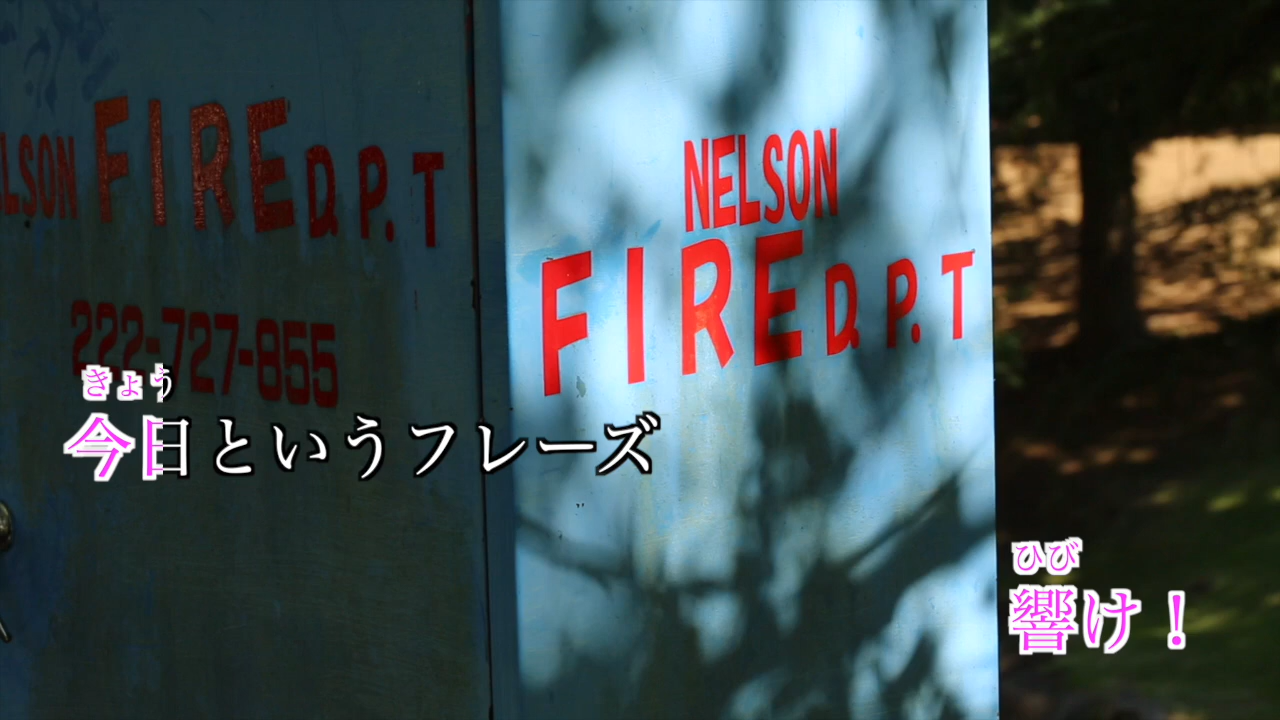 LSON FIRE D.P.T
222-727-855
NELSON
FIRE D.P.T
きょう
今日というフレーズ
ひび
響け！